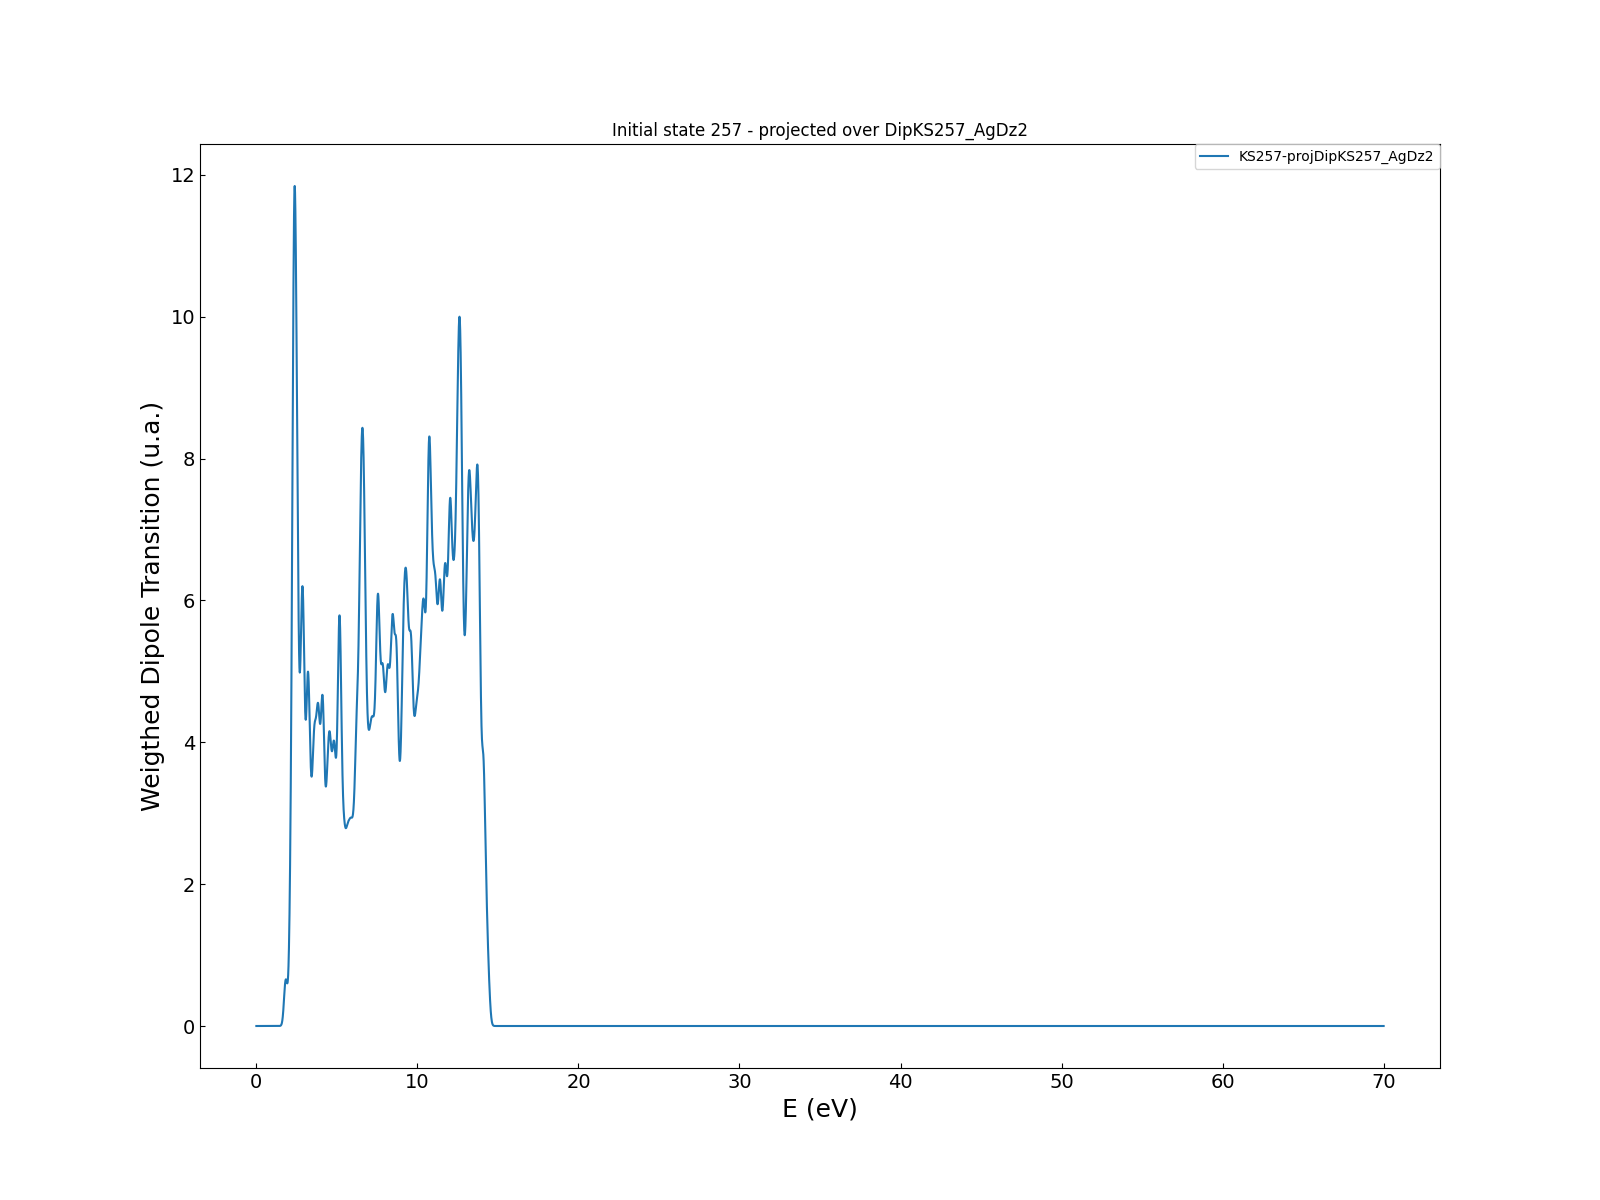 Initial state 257 - projected over DipKS257_AgDz2
KS257-projDipKS257_AgDz2
12
10
8
6
4
2
0
Weigthed Dipole Transition (u.a.)
0 10 20 30 40 50 60 70
E (eV)